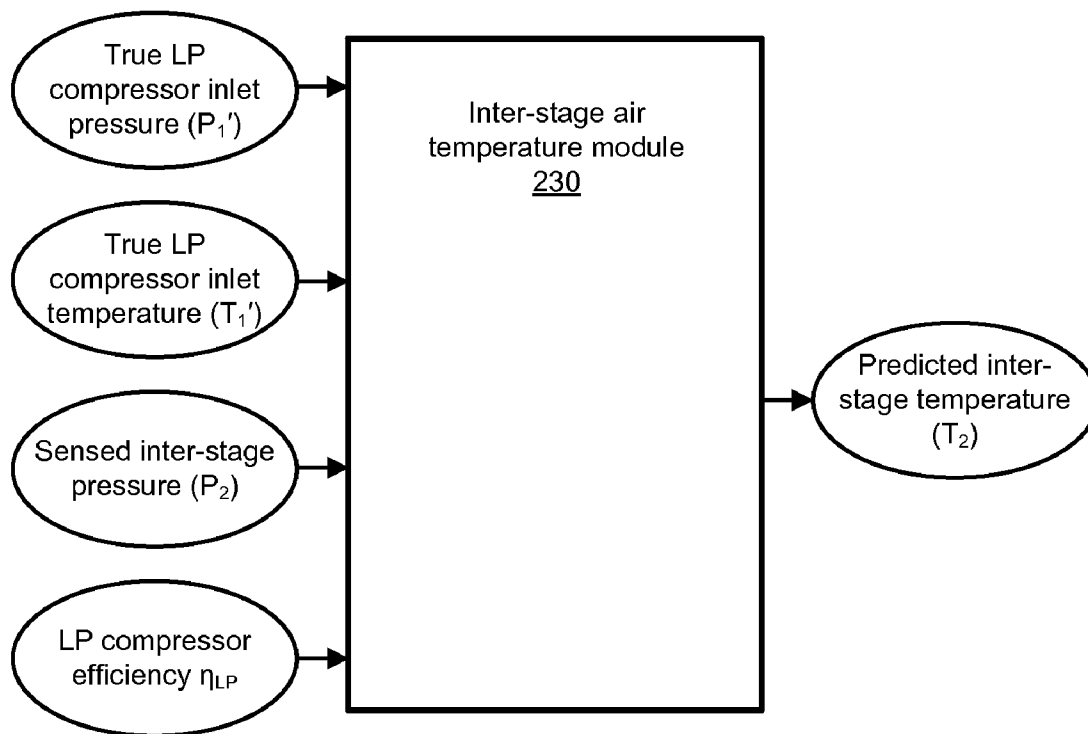 True LP
compressor inlet
pressure (P₁′)
True LP
compressor inlet
temperature (T₁′)
Sensed inter-stage
pressure (P₂)
LP compressor
efficiency η_LP
Inter-stage air
temperature module
230
Predicted inter-
stage temperature
(T₂)